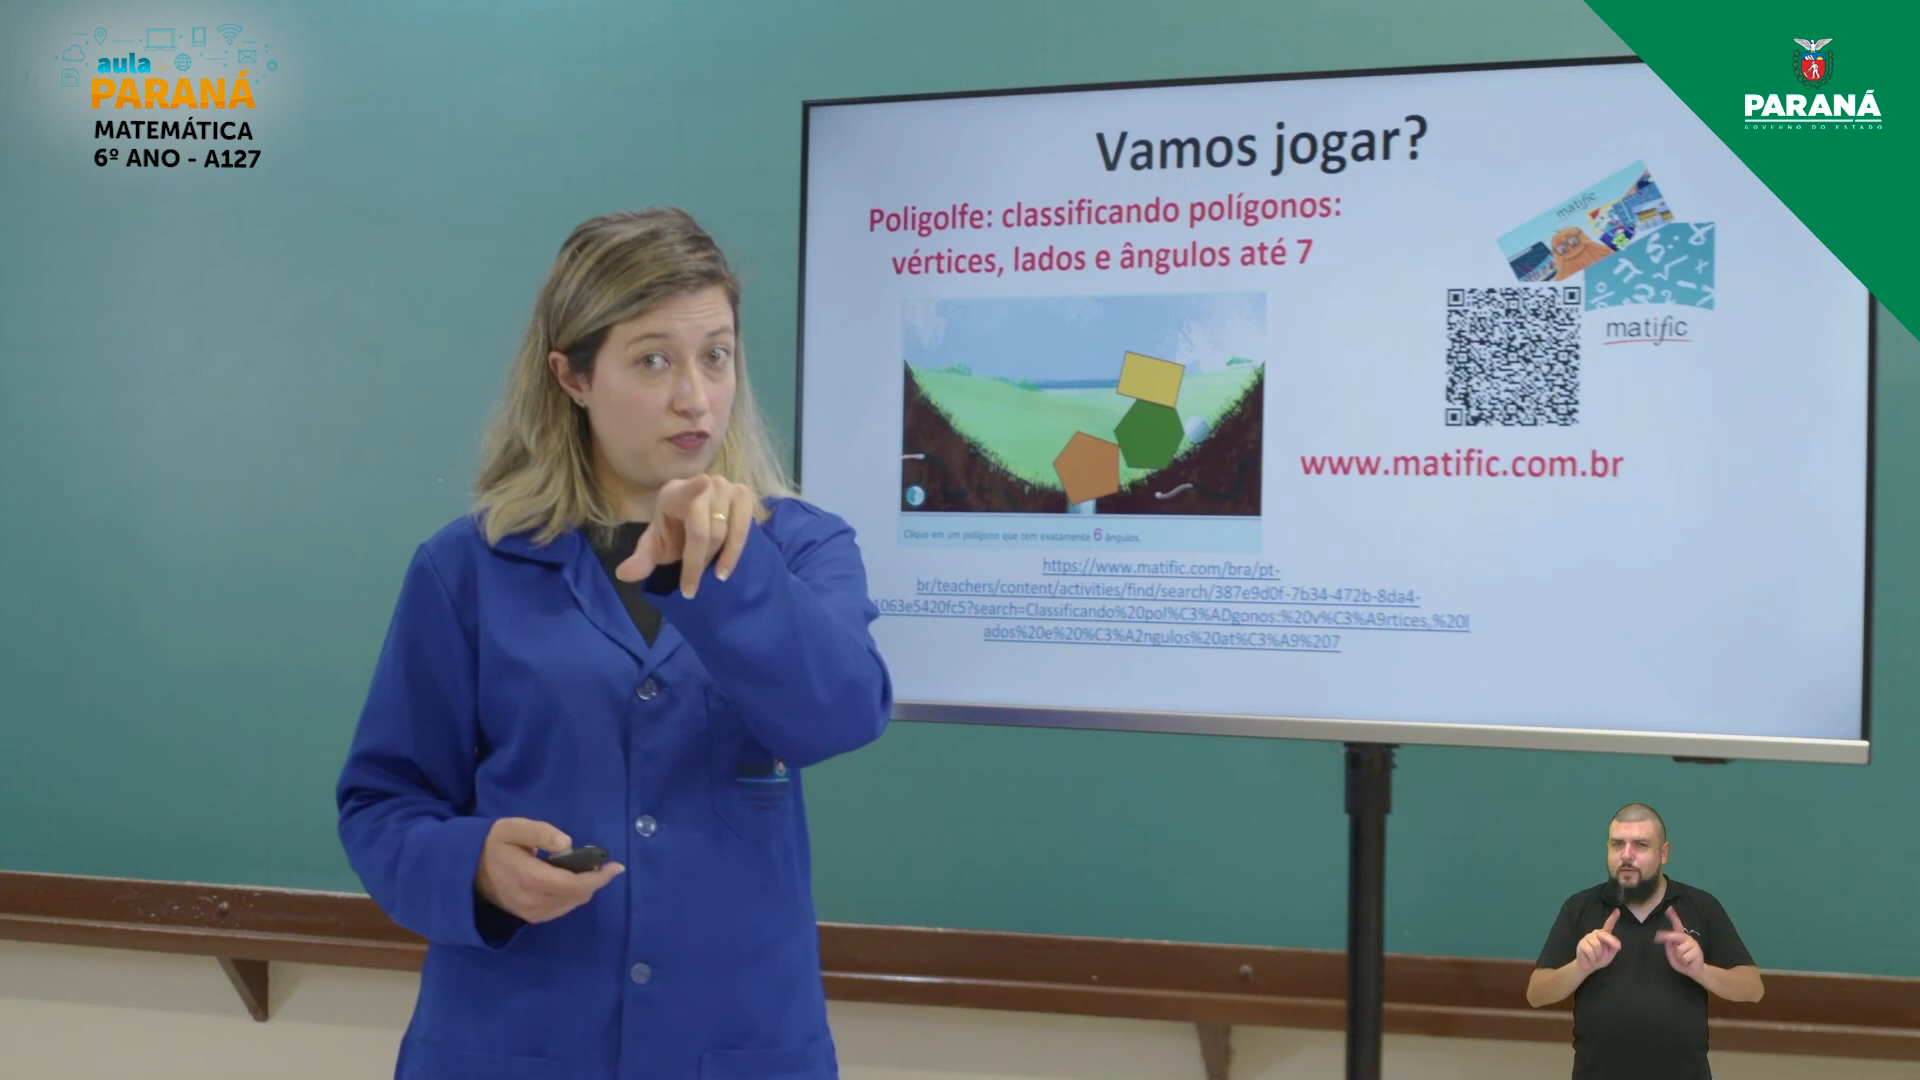 aula
PARANÁ
MATEMÁTICA
6º ANO - A127
PARANÁ
GOVERNO DO ESTADO
Vamos jogar?
Poligolfe: classificando polígonos:
vértices, lados e ângulos até 7
matific
matific
www.matific.com.br
Clique em um polígono que tem exatamente 6 ângulos.
https://www.matific.com/bra/pt-
br/teachers/content/activities/find/search/387e9d0f-7b34-472b-8da4-
1063e5420fc5?search=Classificando%20pol%C3%ADgonos:%20v%C3%A9rtices,%20l
ados%20e%20%C3%A2ngulos%20at%C3%A9%207